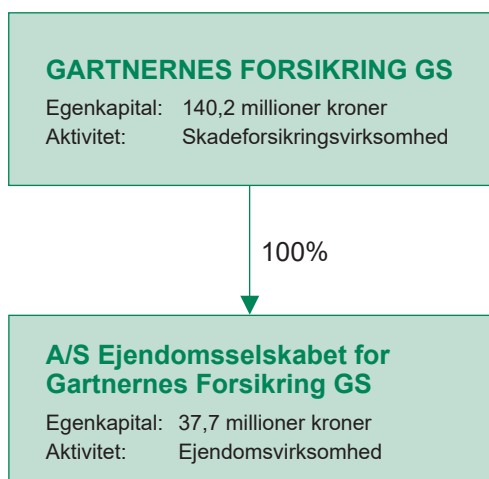 GARTNERNES FORSIKRING GS
Egenkapital: 140,2 millioner kroner
Aktivitet: Skadeforsikringsvirksomhed
100%
A/S Ejendomsselskabet for
Gartnernes Forsikring GS
Egenkapital: 37,7 millioner kroner
Aktivitet: Ejendomsvirksomhed